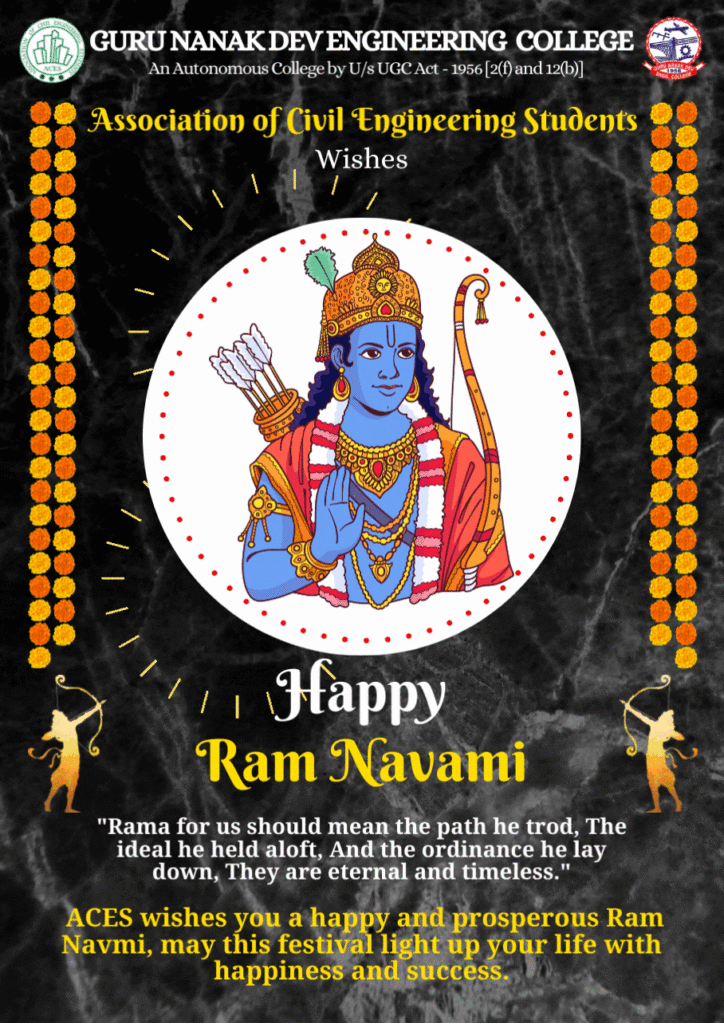 GURU NANAK DEV ENGINEERING COLLEGE
An Autonomous College by U/s UGC Act - 1956 [2(f) and 12(b)]
Association of Civil Engineering Students
Wishes
Happy
Ram Navami
"Rama for us should mean the path he trod, The
ideal he held aloft, And the ordinance he lay
down, They are eternal and timeless."
ACES wishes you a happy and prosperous Ram
Navmi, may this festival light up your life with
happiness and success.